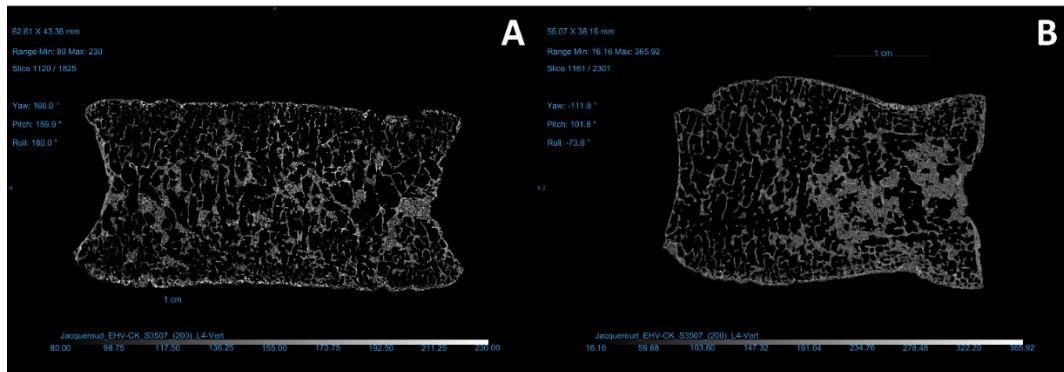 62.61 X 43.38 mm
Range Min: 80 Max: 230
Slice 1120 / 1825
Yaw: 160.0 °
Pitch: 159.9 °
Roll: 180.0 °
A
1 cm
Jacqueroud_EHV-CK_S3507_(200)_L4-Vert
80.00 98.75 117.50 136.25 155.00 173.75 192.50 211.25 230.00
55.07 X 38.16 mm
Range Min: 16.16 Max: 365.92
Slice 1161 / 2301
Yaw: -111.8 °
Pitch: 101.8 °
Roll: -73.8 °
B
1 cm
X Z
Jacqueroud_EHV-CK_S3507_(200)_L4-Vert
16.16 59.88 103.60 147.32 191.04 234.76 278.48 322.20 365.92